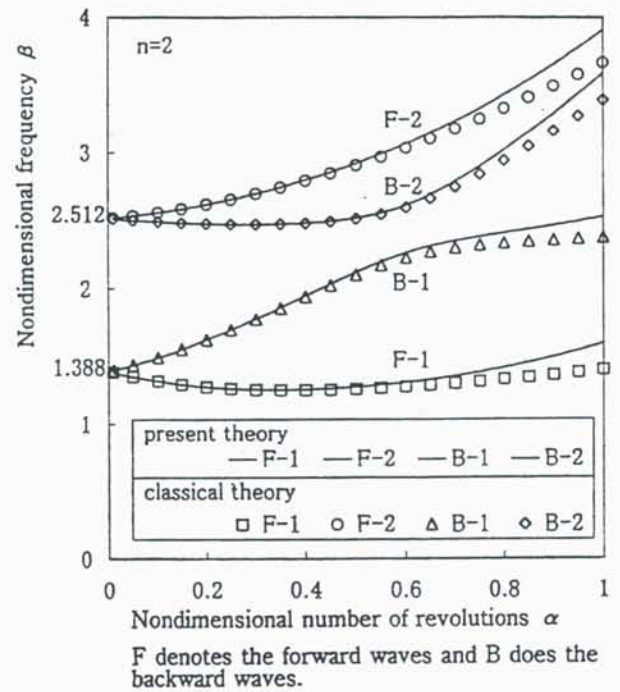 Nondimensional frequency β
4
3
2.512
2
1.388
1
0
n=2
F-2
B-2
B-1
F-1
present theory
F-1 F-2 B-1 B-2
classical theory
F-1 F-2 B-1 B-2
0 0.2 0.4 0.6 0.8 1
Nondimensional number of revolutions α
F denotes the forward waves and B does the
backward waves.